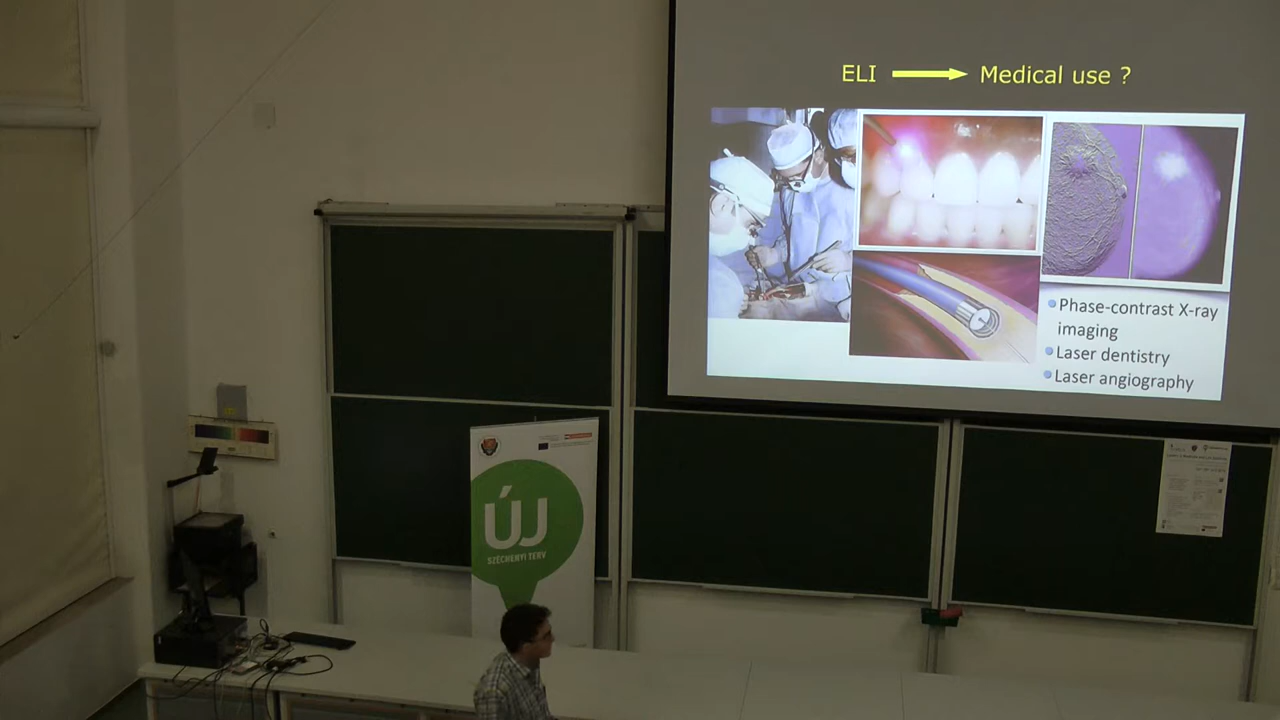 ELI Medical use ?
Phase-contrast X-ray
imaging
Laser dentistry
Laser angiography
ÚJ
SZÉCHENYI TERV